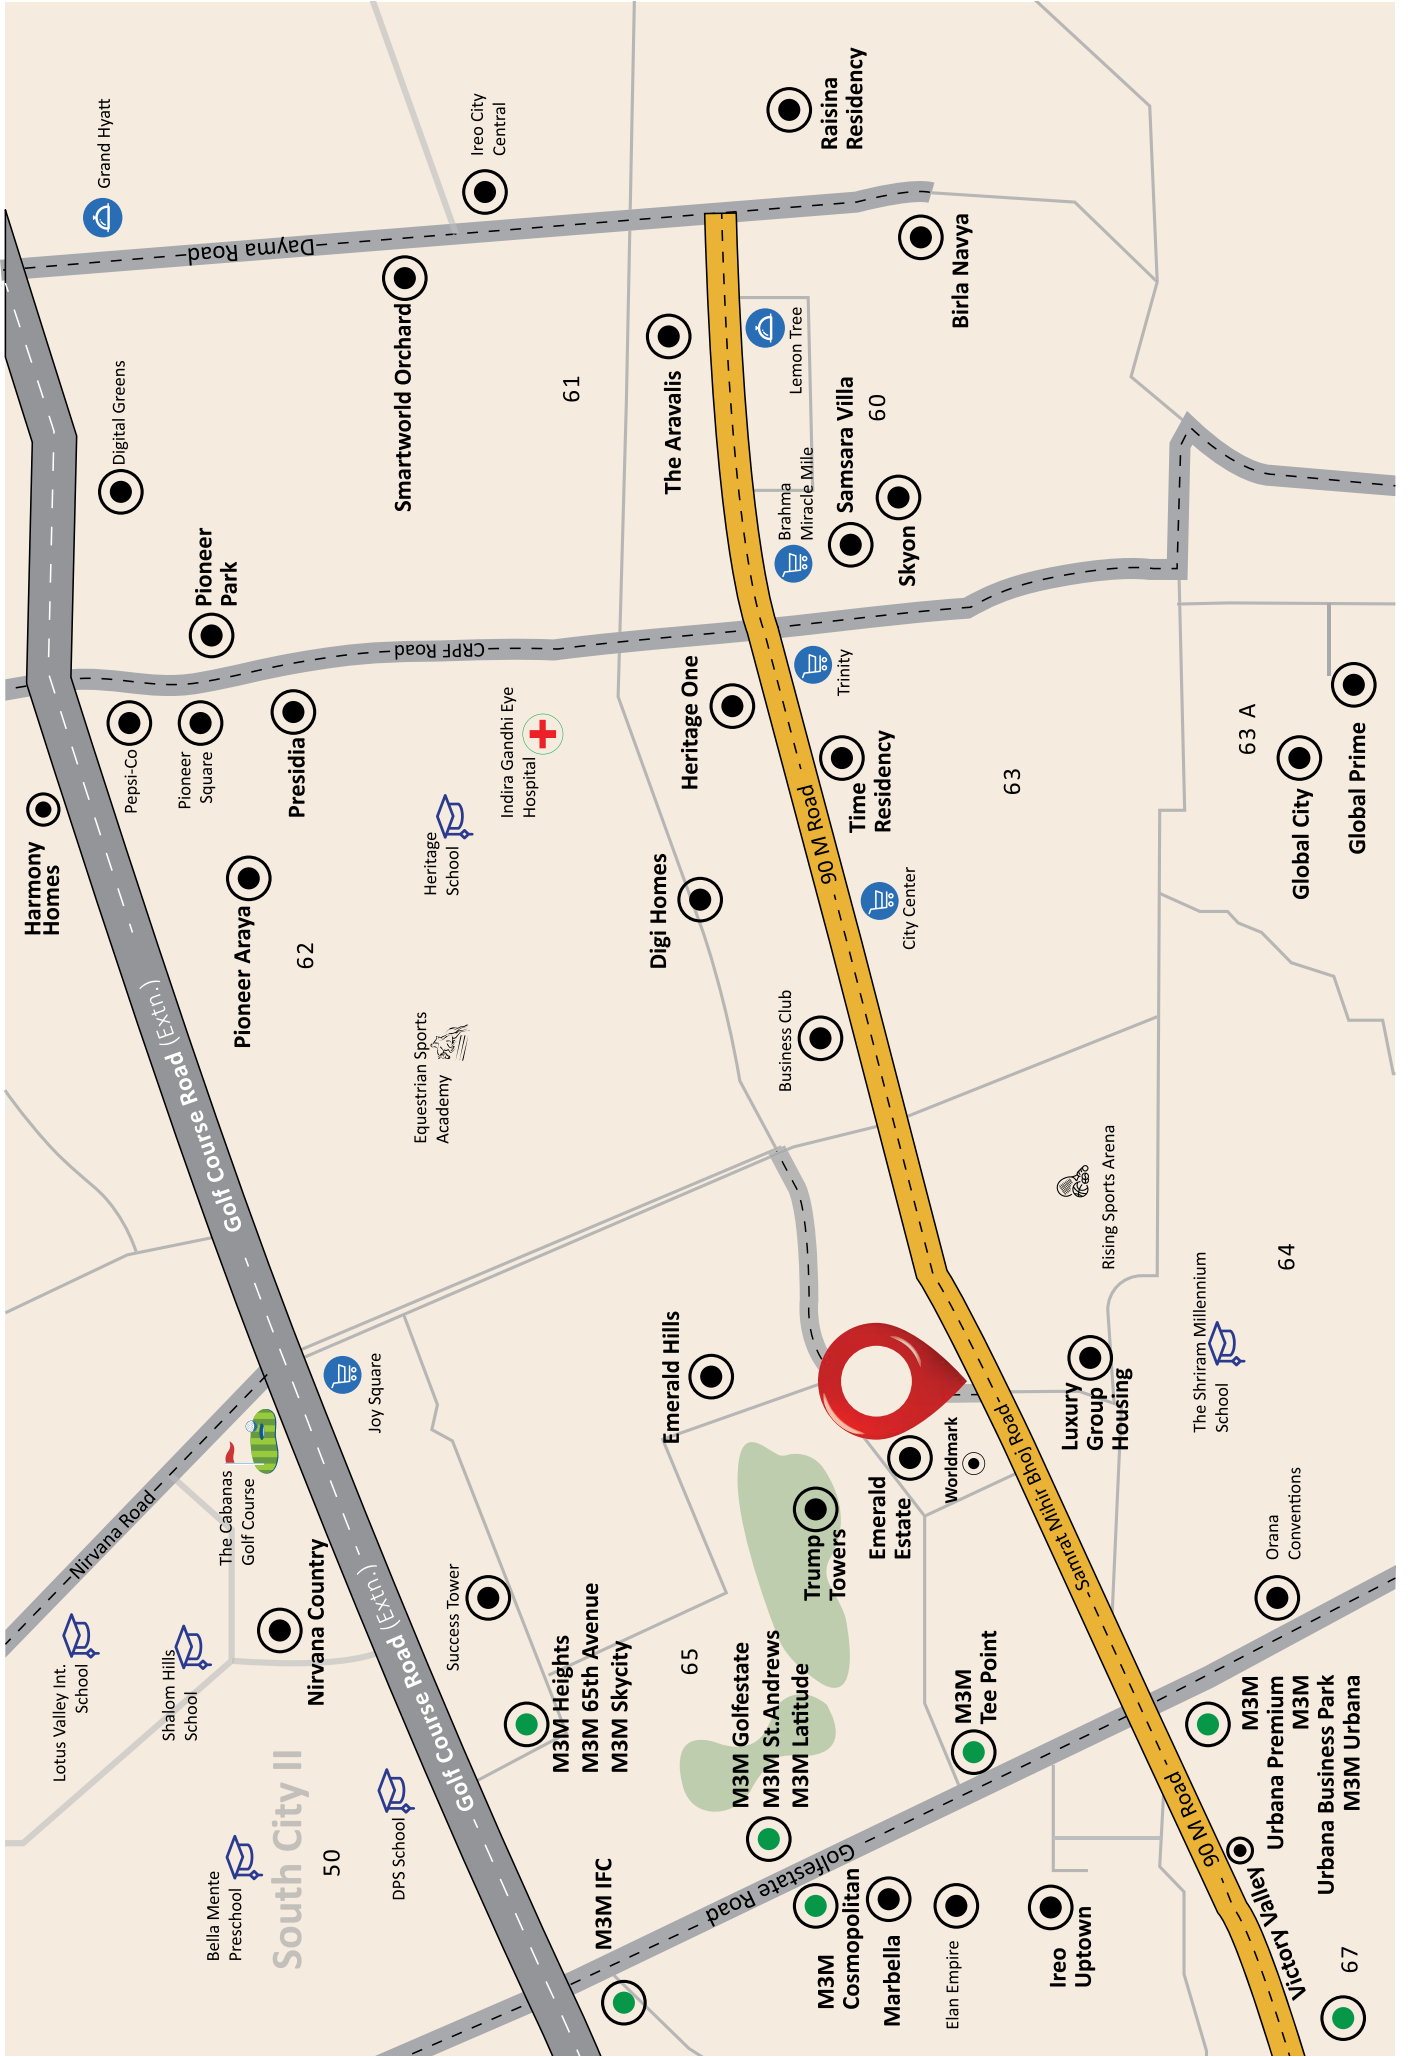 Lotus Valley Int.
School
Shalom Hills
School
Bella Mente
Preschool
South City II
50
DPS School
Nirvana Road
The Cabanas
Golf Course
Nirvana Country
Joy Square
Golf Course Road (Extn.)
Golf Course Road (Extn.)
Harmony
Homes
Grand Hyatt
Dayma Road
Digital Greens
Pioneer
Park
Pepsi-Co
Pioneer
Square
Presidia
Pioneer Araya
62
CRPF Road
Smartworld Orchard
Ireo City
Central
61
Heritage
School
Indira Gandhi Eye
Hospital
Equestrian Sports
Academy
Success Tower
M3M Heights
M3M 65th Avenue
M3M Skycity
M3M IFC
65
Emerald Hills
Digi Homes
Heritage One
The Aravalis
Raisina
Residency
Birla Navya
Lemon Tree
Brahma
Miracle Mile
Samsara Villa
60
Skyon
Trinity
Time
Residency
City Center
Business Club
90 M Road
63
M3M Golfestate
M3M St.Andrews
M3M Latitude
Trump
Towers
Emerald
Estate
Worldmark
Samrat Mihir Bhoj Road
Golfestate Road
M3M
Cosmopolitan
Marbella
Elan Empire
Ireo
Uptown
M3M
Tee Point
Luxury
Group
Housing
Rising Sports Arena
The Shriram Millennium
School
64
Orana
Conventions
63 A
Global City
Global Prime
90 M Road
M3M
Urbana Premium
M3M
Urbana Business Park
M3M Urbana
Victory Valley
67